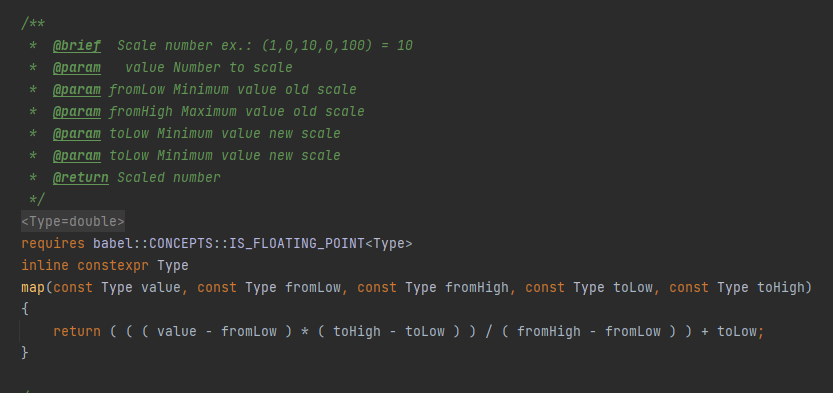 /**
 *  @brief  Scale number ex.: (1,0,10,0,100) = 10
 *  @param   value Number to scale
 *  @param fromLow Minimum value old scale
 *  @param fromHigh Maximum value old scale
 *  @param toLow Minimum value new scale
 *  @param toLow Minimum value new scale
 *  @return Scaled number
 */
<Type=double>
requires babel::CONCEPTS::IS_FLOATING_POINT<Type>
inline constexpr Type
map(const Type value, const Type fromLow, const Type fromHigh, const Type toLow, const Type toHigh)
{
    return ( ( ( value - fromLow ) * ( toHigh - toLow ) ) / ( fromHigh - fromLow ) ) + toLow;
}